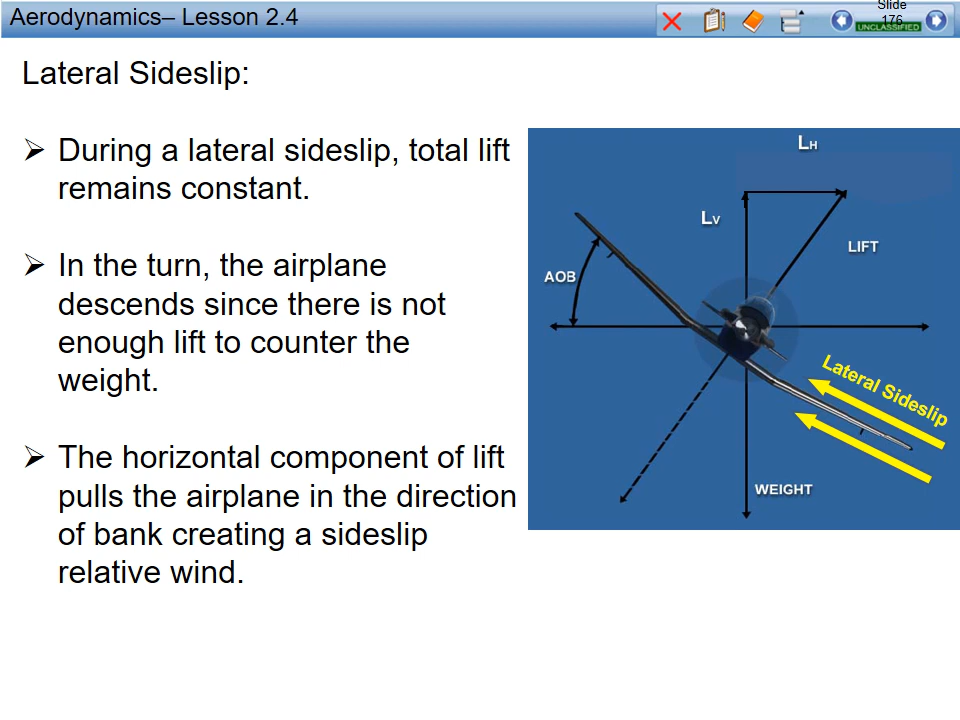 Aerodynamics– Lesson 2.4
Slide
176
UNCLASSIFIED
Lateral Sideslip:
➢ During a lateral sideslip, total lift
remains constant.
➢ In the turn, the airplane
descends since there is not
enough lift to counter the
weight.
➢ The horizontal component of lift
pulls the airplane in the direction
of bank creating a sideslip
relative wind.
LH
LV
LIFT
AOB
Lateral Sideslip
WEIGHT